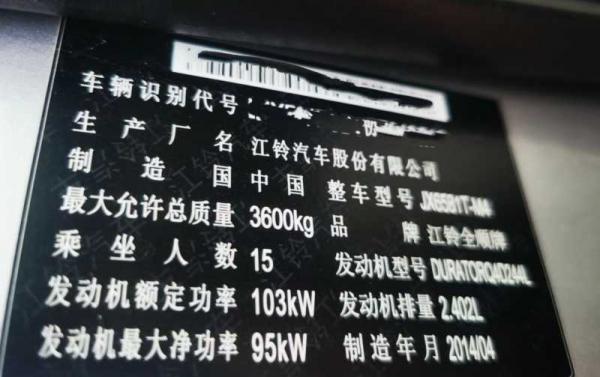 车辆识别代号
生产厂名 江铃汽车股份有限公司
制造国 中国 整车型号 JX6581T-M4
最大允许总质量 3600kg 品牌 江铃全顺牌
乘坐人数 15 发动机型号 DURATORQ4D244L
发动机额定功率 103kW 发动机排量 2.402L
发动机最大净功率 95kW 制造年月 2014/04